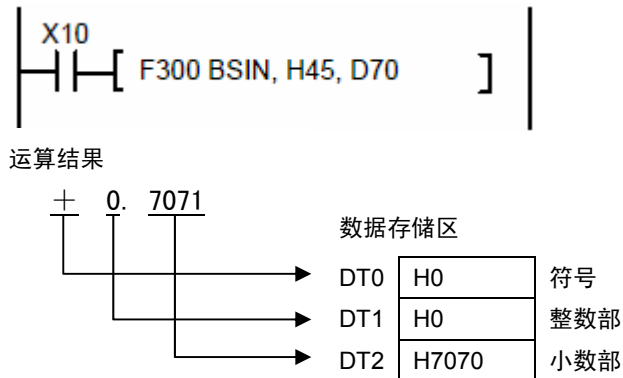 X10
F300 BSIN, H45, D70
运算结果
＋ 0. 7071
数据存储区
DT0 H0 符号
DT1 H0 整数部
DT2 H7070 小数部